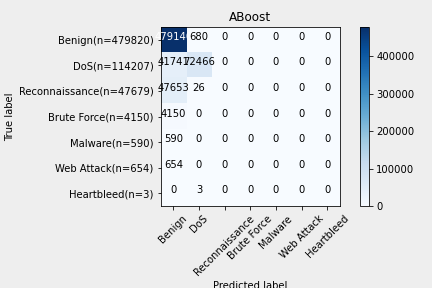 ABoost
Benign(n=479820) 79140 680 0 0 0 0 0
DoS(n=114207) 41741 72466 0 0 0 0 0
Reconnaissance(n=47679) 47653 26 0 0 0 0 0
Brute Force(n=4150) 4150 0 0 0 0 0 0
Malware(n=590) 590 0 0 0 0 0 0
Web Attack(n=654) 654 0 0 0 0 0 0
Heartbleed(n=3) 0 3 0 0 0 0 0
True label
Benign DoS Reconnaissance Brute Force Malware Web Attack Heartbleed
Predicted label
400000
300000
200000
100000
0